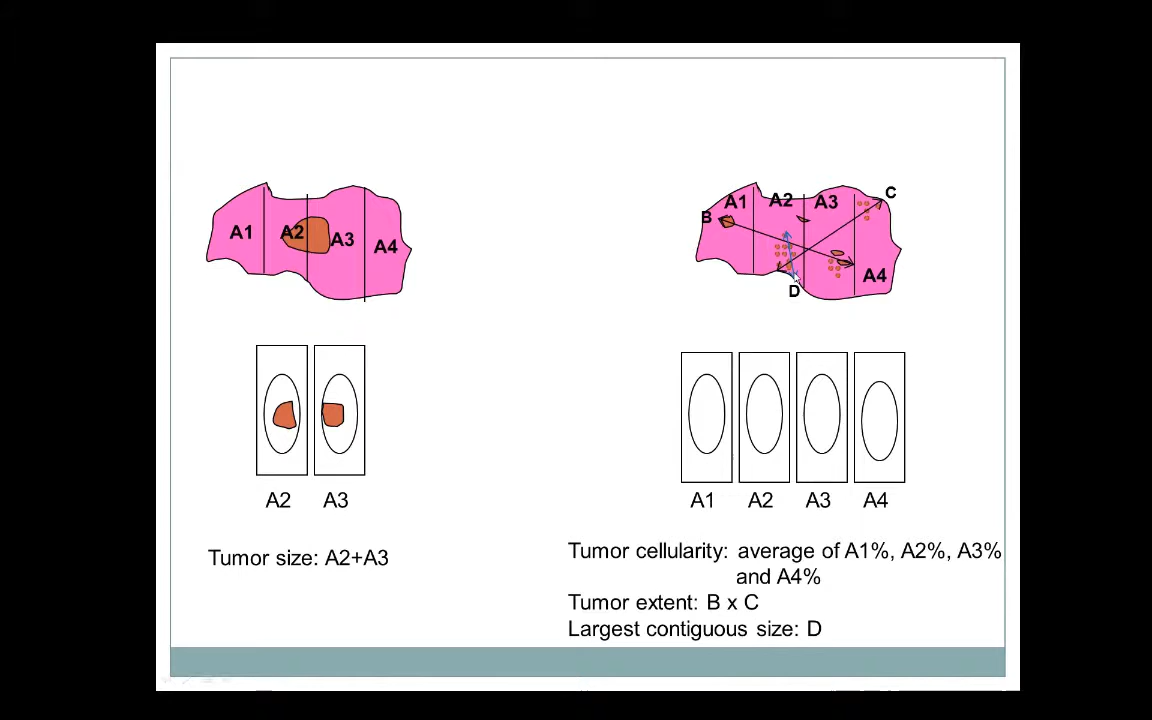 A1 A2 A3 A4
B A1 A2 A3 C
A4
D
A2 A3
A1 A2 A3 A4
Tumor size: A2+A3
Tumor cellularity: average of A1%, A2%, A3%
and A4%
Tumor extent: B x C
Largest contiguous size: D